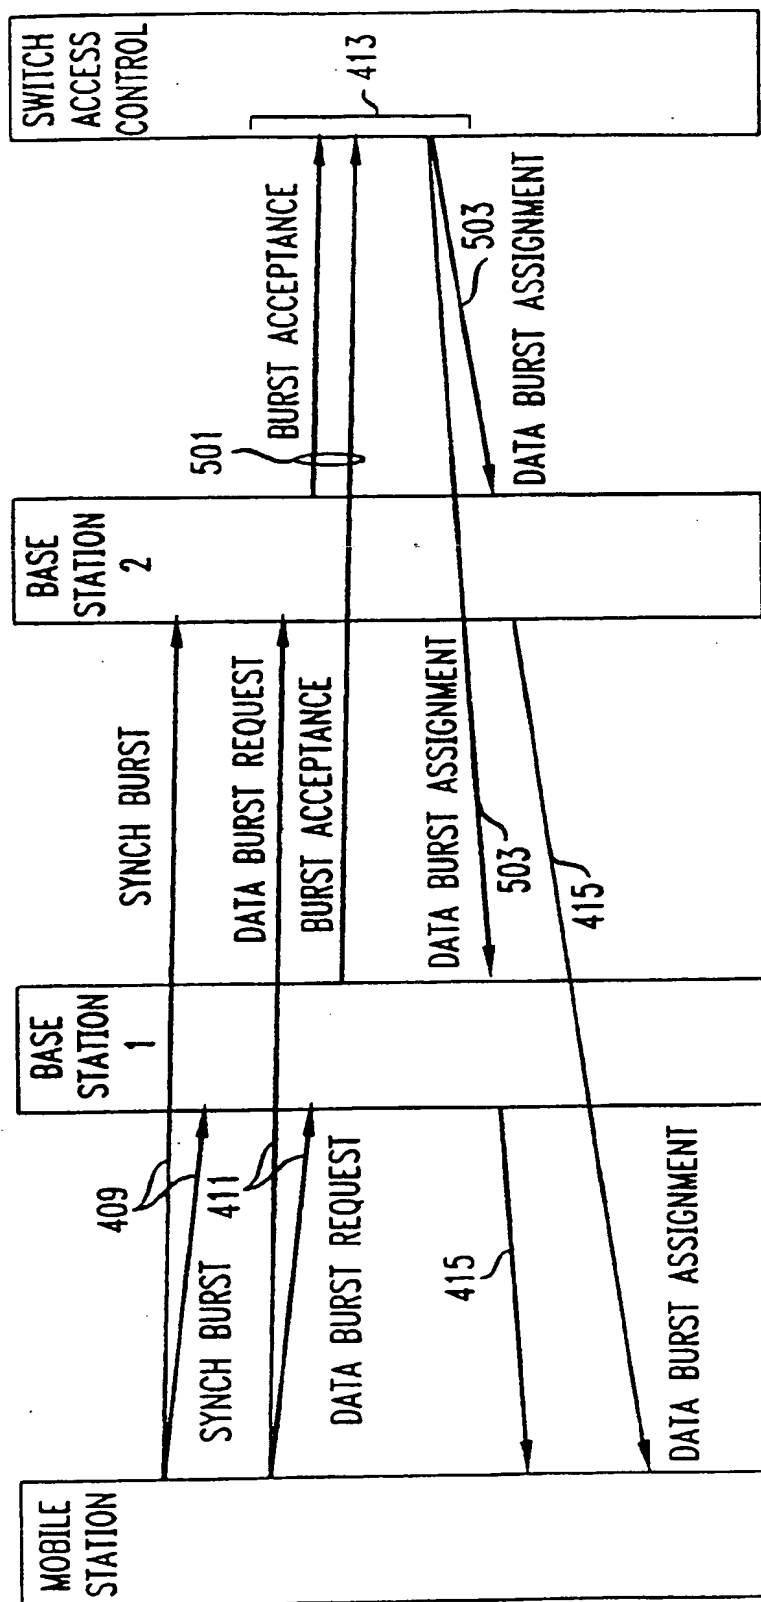 MOBILE
STATION
BASE
STATION
1
BASE
STATION
2
SWITCH
ACCESS
CONTROL
409
SYNCH BURST
SYNCH BURST
411
DATA BURST REQUEST
DATA BURST REQUEST
501
BURST ACCEPTANCE
BURST ACCEPTANCE
413
503
DATA BURST ASSIGNMENT
DATA BURST ASSIGNMENT
503
415
415
DATA BURST ASSIGNMENT